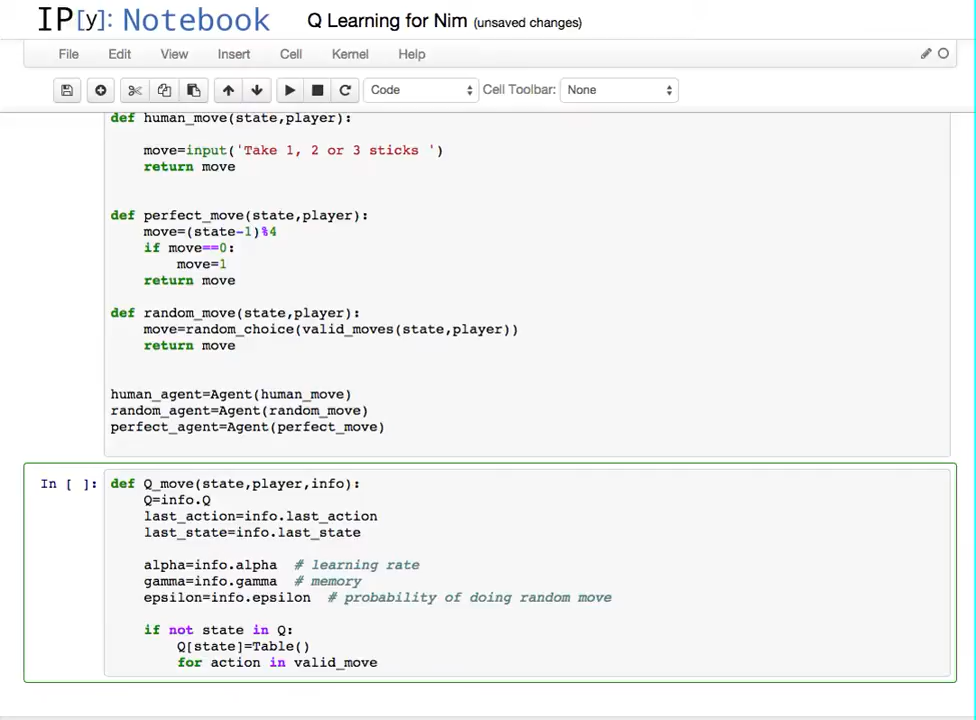 IP[y]: Notebook
Q Learning for Nim (unsaved changes)
File Edit View Insert Cell Kernel Help
Code Cell Toolbar: None
def human_move(state,player):
move=input('Take 1, 2 or 3 sticks ')
return move
def perfect_move(state,player):
move=(state-1)%4
if move==0:
move=1
return move
def random_move(state,player):
move=random_choice(valid_moves(state,player))
return move
human_agent=Agent(human_move)
random_agent=Agent(random_move)
perfect_agent=Agent(perfect_move)
In [ ]: def Q_move(state,player,info):
Q=info.Q
last_action=info.last_action
last_state=info.last_state
alpha=info.alpha # learning rate
gamma=info.gamma # memory
epsilon=info.epsilon # probability of doing random move
if not state in Q:
Q[state]=Table()
for action in valid_move